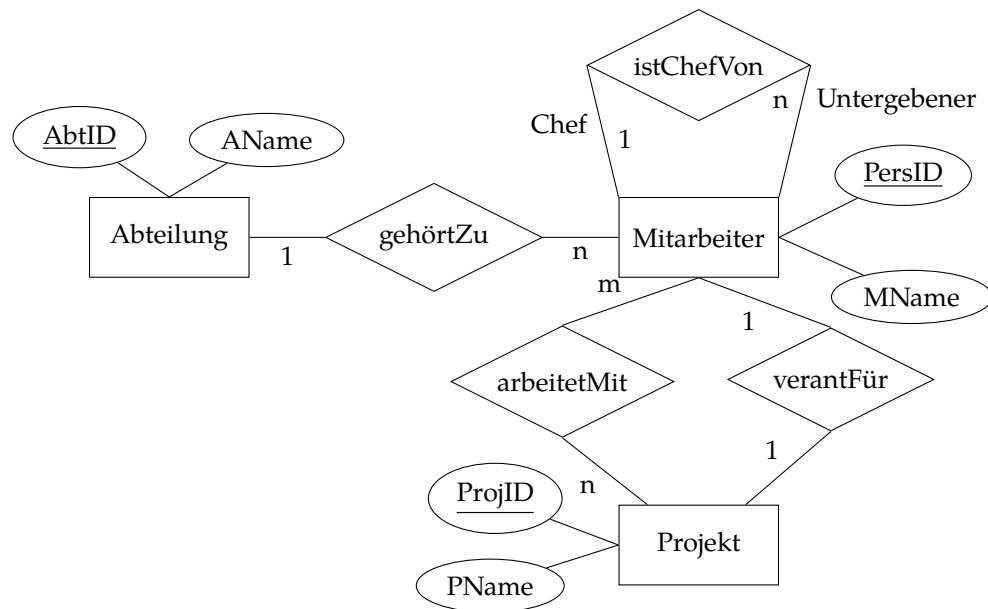 istChefVon
n
Untergebener
Chef
1
AbtID
AName
PersID
Abteilung
1
gehörtZu
n
Mitarbeiter
m
MName
1
arbeitetMit
verantFür
1
n
ProjID
Projekt
PName